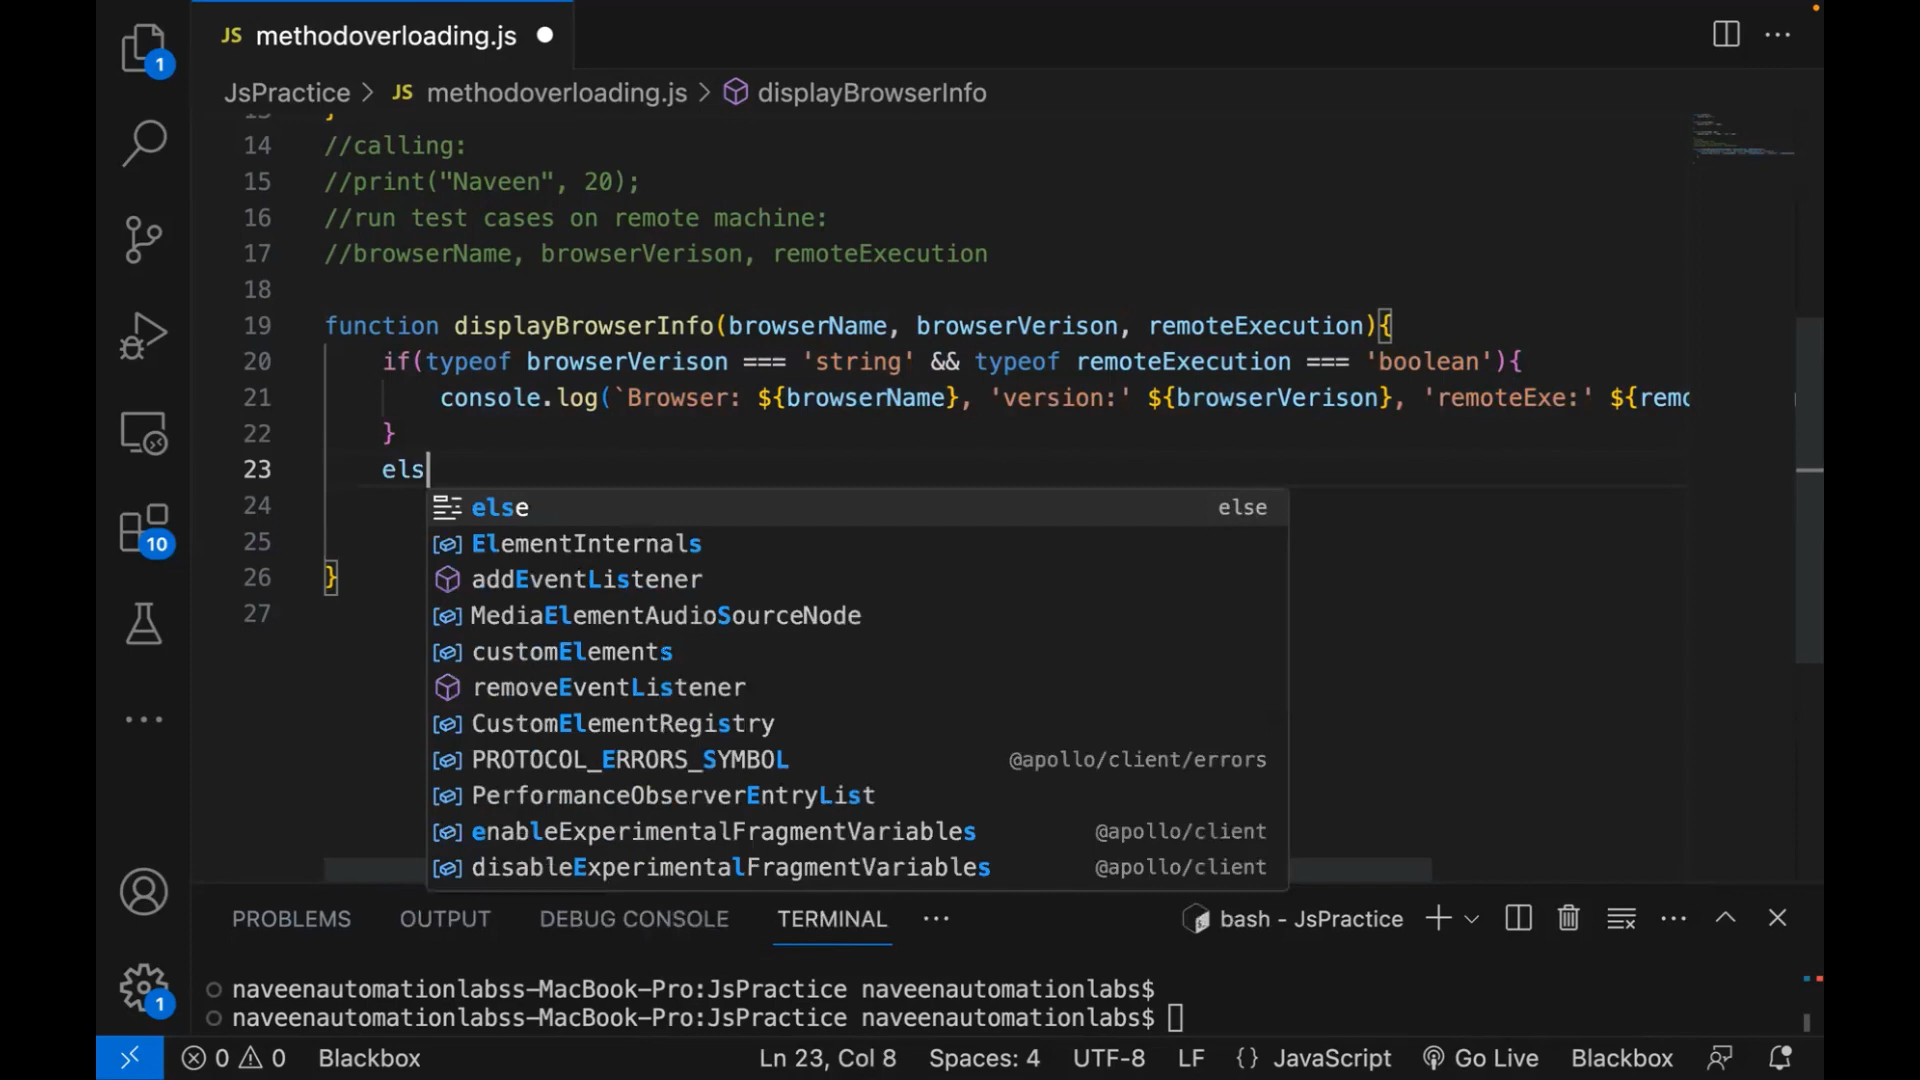 JS methodoverloading.js
1
JsPractice > JS methodoverloading.js > displayBrowserInfo
14 //calling:
15 //print("Naveen", 20);
16 //run test cases on remote machine:
17 //browserName, browserVerison, remoteExecution
18
19 function displayBrowserInfo(browserName, browserVerison, remoteExecution){
20 if(typeof browserVerison === 'string' && typeof remoteExecution === 'boolean'){
21 console.log(`Browser: ${browserName}, 'version:' ${browserVerison}, 'remoteExe:' ${remo
22 }
23 els
24
else else
10
25
ElementInternals
26 }
addEventListener
27
MediaElementAudioSourceNode
customElements
removeEventListener
CustomElementRegistry
PROTOCOL_ERRORS_SYMBOL @apollo/client/errors
PerformanceObserverEntryList
enableExperimentalFragmentVariables @apollo/client
disableExperimentalFragmentVariables @apollo/client
PROBLEMS OUTPUT DEBUG CONSOLE TERMINAL ... bash - JsPractice
naveenautomationlabss-MacBook-Pro:JsPractice naveenautomationlabs$
1
naveenautomationlabss-MacBook-Pro:JsPractice naveenautomationlabs$
0 0 Blackbox Ln 23, Col 8 Spaces: 4 UTF-8 LF {} JavaScript Go Live Blackbox